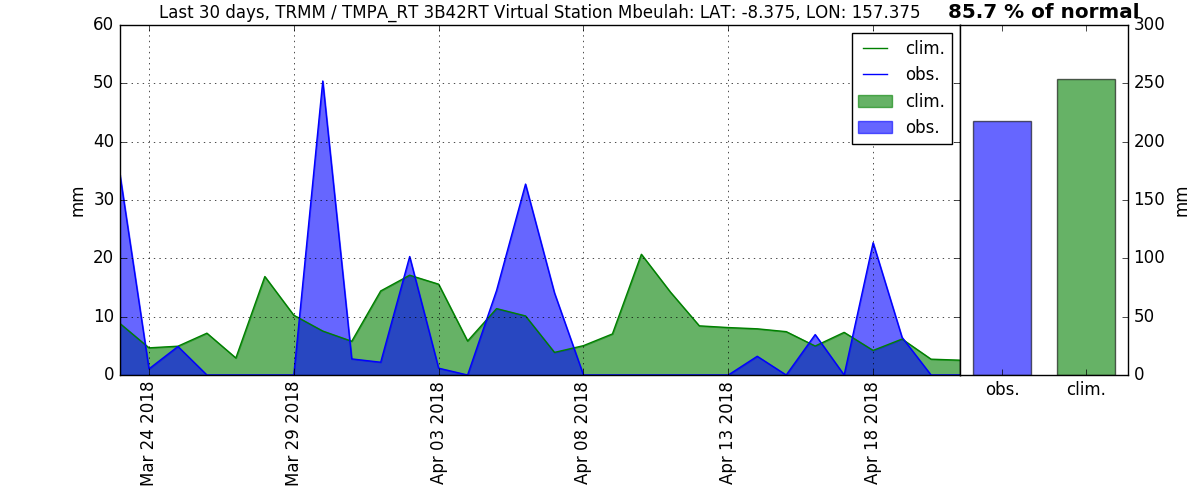 Last 30 days, TRMM / TMPA_RT 3B42RT Virtual Station Mbeulah: LAT: -8.375, LON: 157.375
85.7 % of normal
60
50
40
30
20
10
0
mm
clim.
obs.
clim.
obs.
Mar 24 2018
Mar 29 2018
Apr 03 2018
Apr 08 2018
Apr 13 2018
Apr 18 2018
300
250
200
150
100
50
0
mm
obs.
clim.